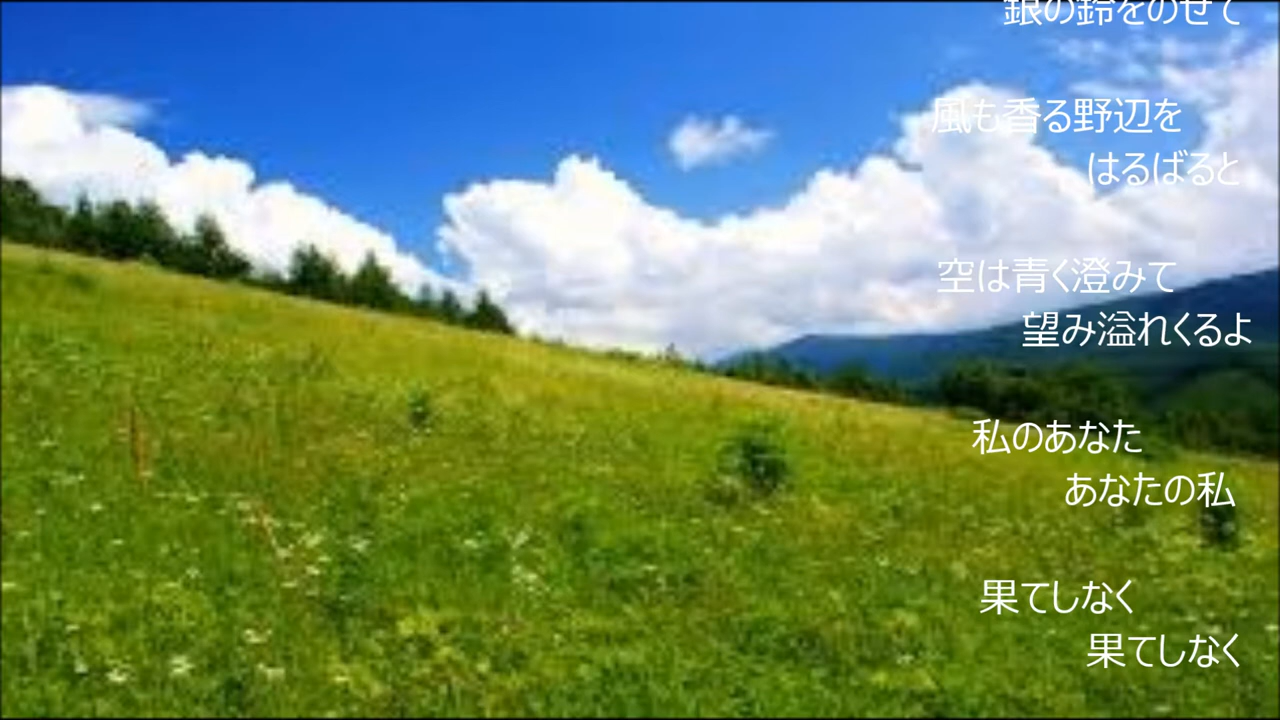 銀の鈴をのせて
風も香る野辺を
はるばると
空は青く澄みて
望み溢れくるよ
私のあなた
あなたの私
果てしなく
果てしなく